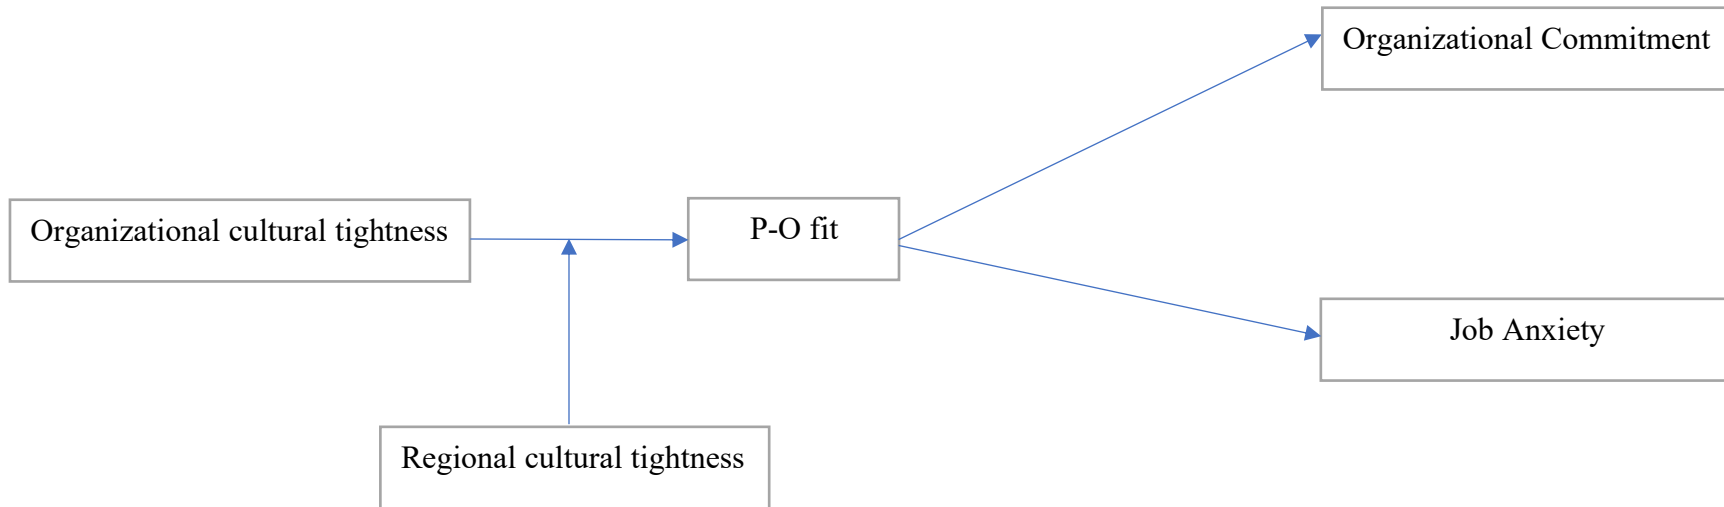 Organizational Commitment
Organizational cultural tightness
P-O fit
Job Anxiety
Regional cultural tightness